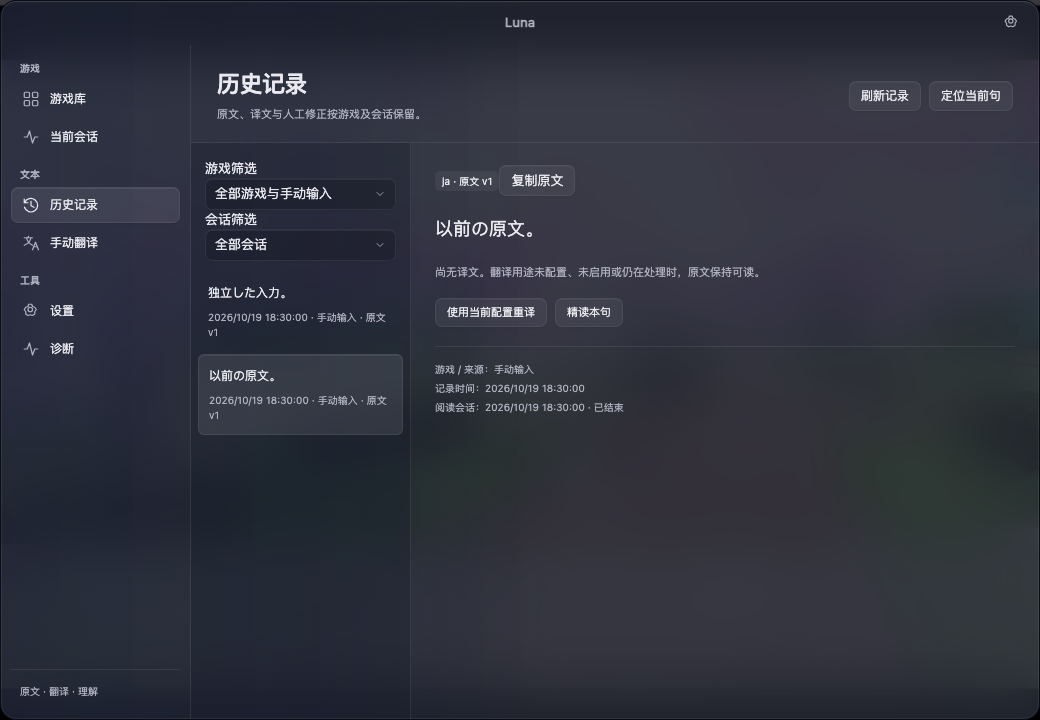 Luna
游戏
游戏库
当前会话
文本
历史记录
手动翻译
工具
设置
诊断
原文 · 翻译 · 理解
历史记录
原文、译文与人工修正按游戏及会话保留。
刷新记录
定位当前句
游戏筛选
全部游戏与手动输入
会话筛选
全部会话
独立した入力。
2026/10/19 18:30:00 · 手动输入 · 原文
v1
以前の原文。
2026/10/19 18:30:00 · 手动输入 · 原文
v1
ja · 原文 v1
复制原文
以前の原文。
尚无译文。翻译用途未配置、未启用或仍在处理时，原文保持可读。
使用当前配置重译
精读本句
游戏 / 来源：手动输入
记录时间：2026/10/19 18:30:00
阅读会话：2026/10/19 18:30:00 · 已结束